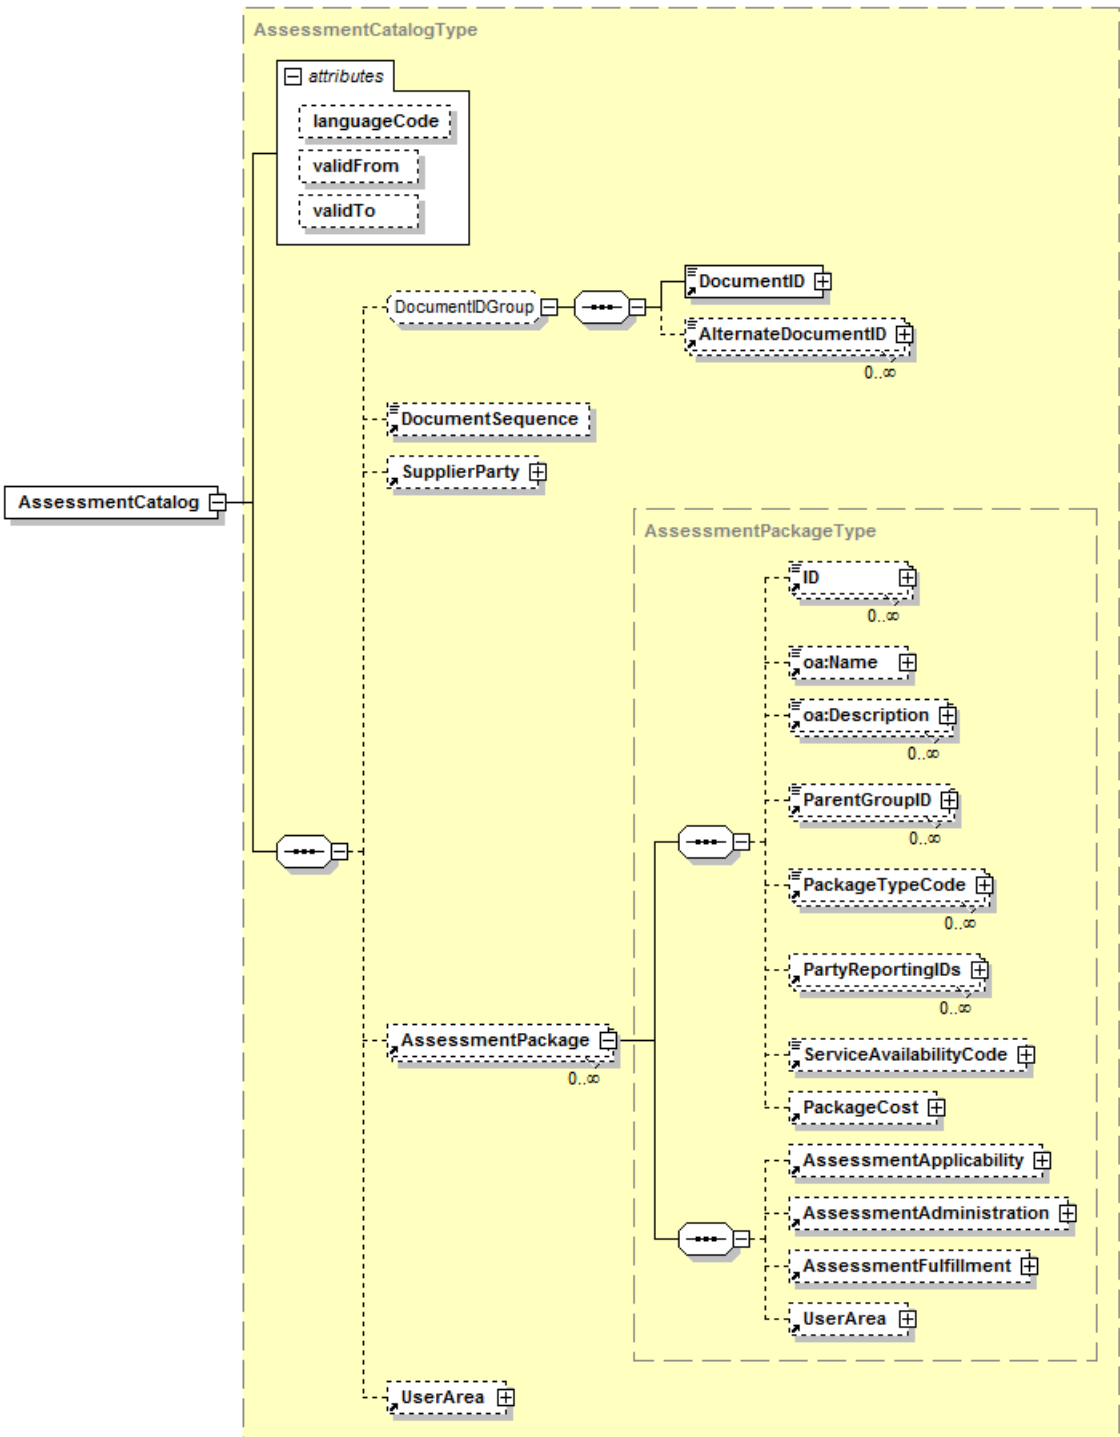 AssessmentCatalogType
attributes
languageCode
validFrom
validTo
DocumentIDGroup
DocumentID
AlternateDocumentID
0..∞
DocumentSequence
SupplierParty
AssessmentCatalog
AssessmentPackageType
ID
0..∞
oa:Name
oa:Description
0..∞
ParentGroupID
0..∞
PackageTypeCode
0..∞
PartyReportingIDs
0..∞
AssessmentPackage
0..∞
ServiceAvailabilityCode
PackageCost
AssessmentApplicability
AssessmentAdministration
AssessmentFulfillment
UserArea
UserArea